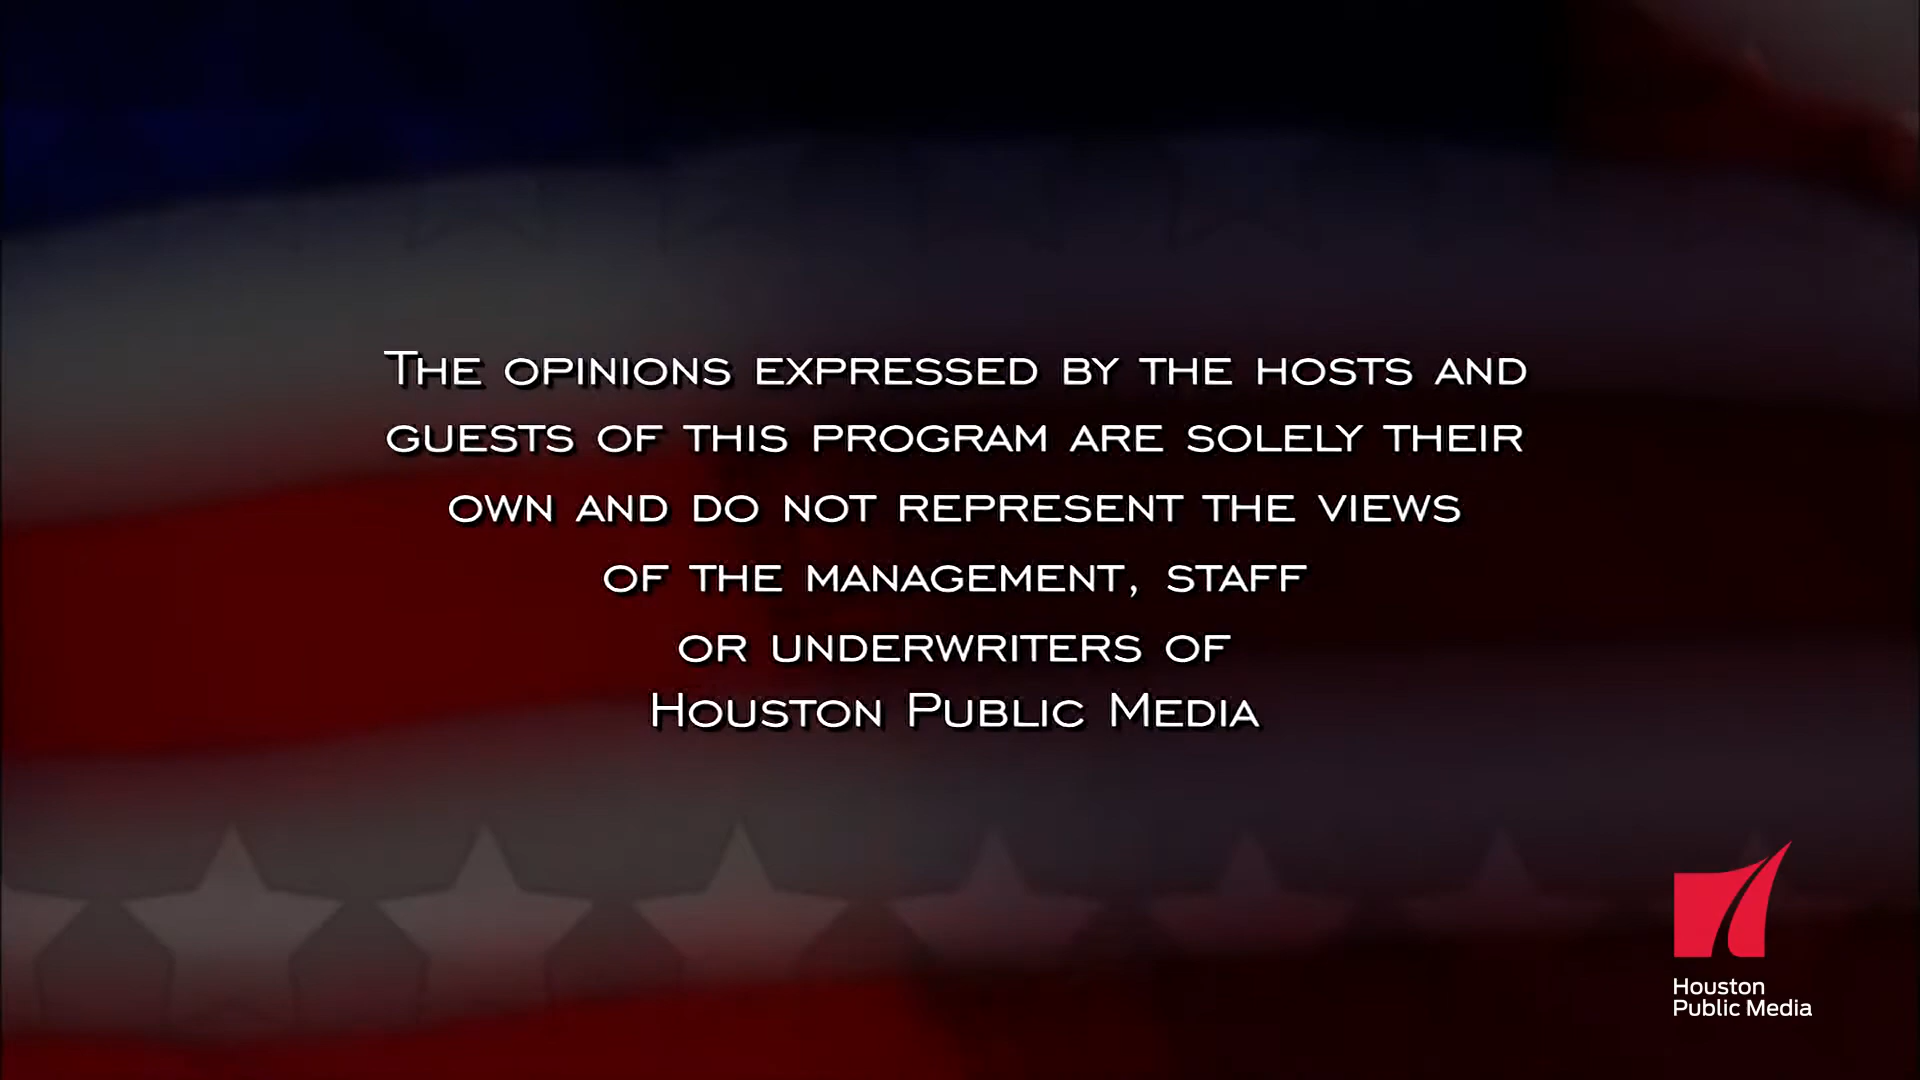 The opinions expressed by the hosts and
guests of this program are solely their
own and do not represent the views
of the management, staff
or underwriters of
Houston Public Media
Houston
Public Media